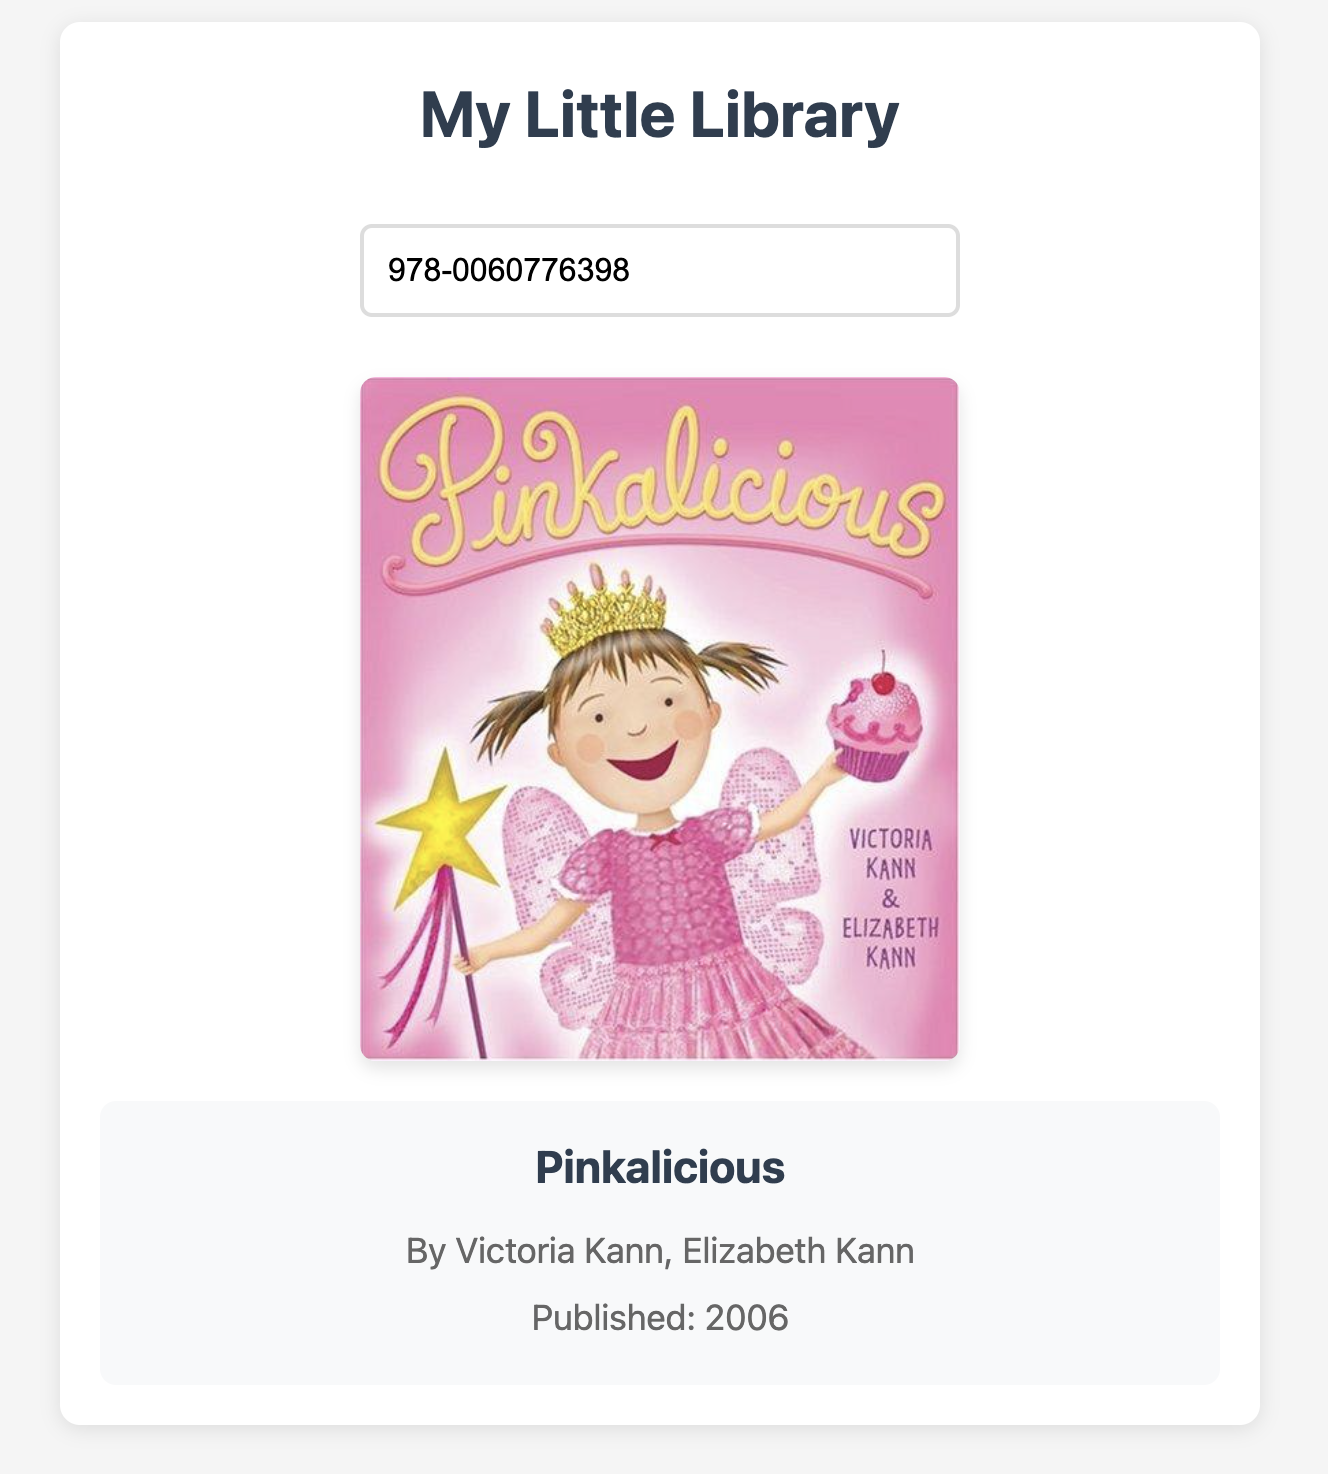 My Little Library
978-0060776398
Pinkalicious
VICTORIA
KANN
&
ELIZABETH
KANN
Pinkalicious
By Victoria Kann, Elizabeth Kann
Published: 2006